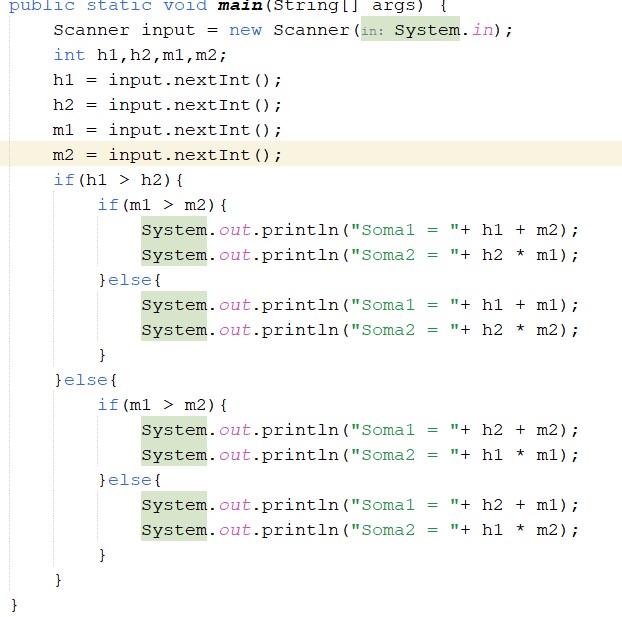 public static void main(String[] args) {
Scanner input = new Scanner(in: System.in);
int h1,h2,m1,m2;
h1 = input.nextInt();
h2 = input.nextInt();
m1 = input.nextInt();
m2 = input.nextInt();
if(h1 > h2){
if(m1 > m2){
System.out.println("Soma1 = "+ h1 + m2);
System.out.println("Soma2 = "+ h2 * m1);
}else{
System.out.println("Soma1 = "+ h1 + m1);
System.out.println("Soma2 = "+ h2 * m2);
}
}else{
if(m1 > m2){
System.out.println("Soma1 = "+ h2 + m2);
System.out.println("Soma2 = "+ h1 * m1);
}else{
System.out.println("Soma1 = "+ h2 + m1);
System.out.println("Soma2 = "+ h1 * m2);
}
}
}